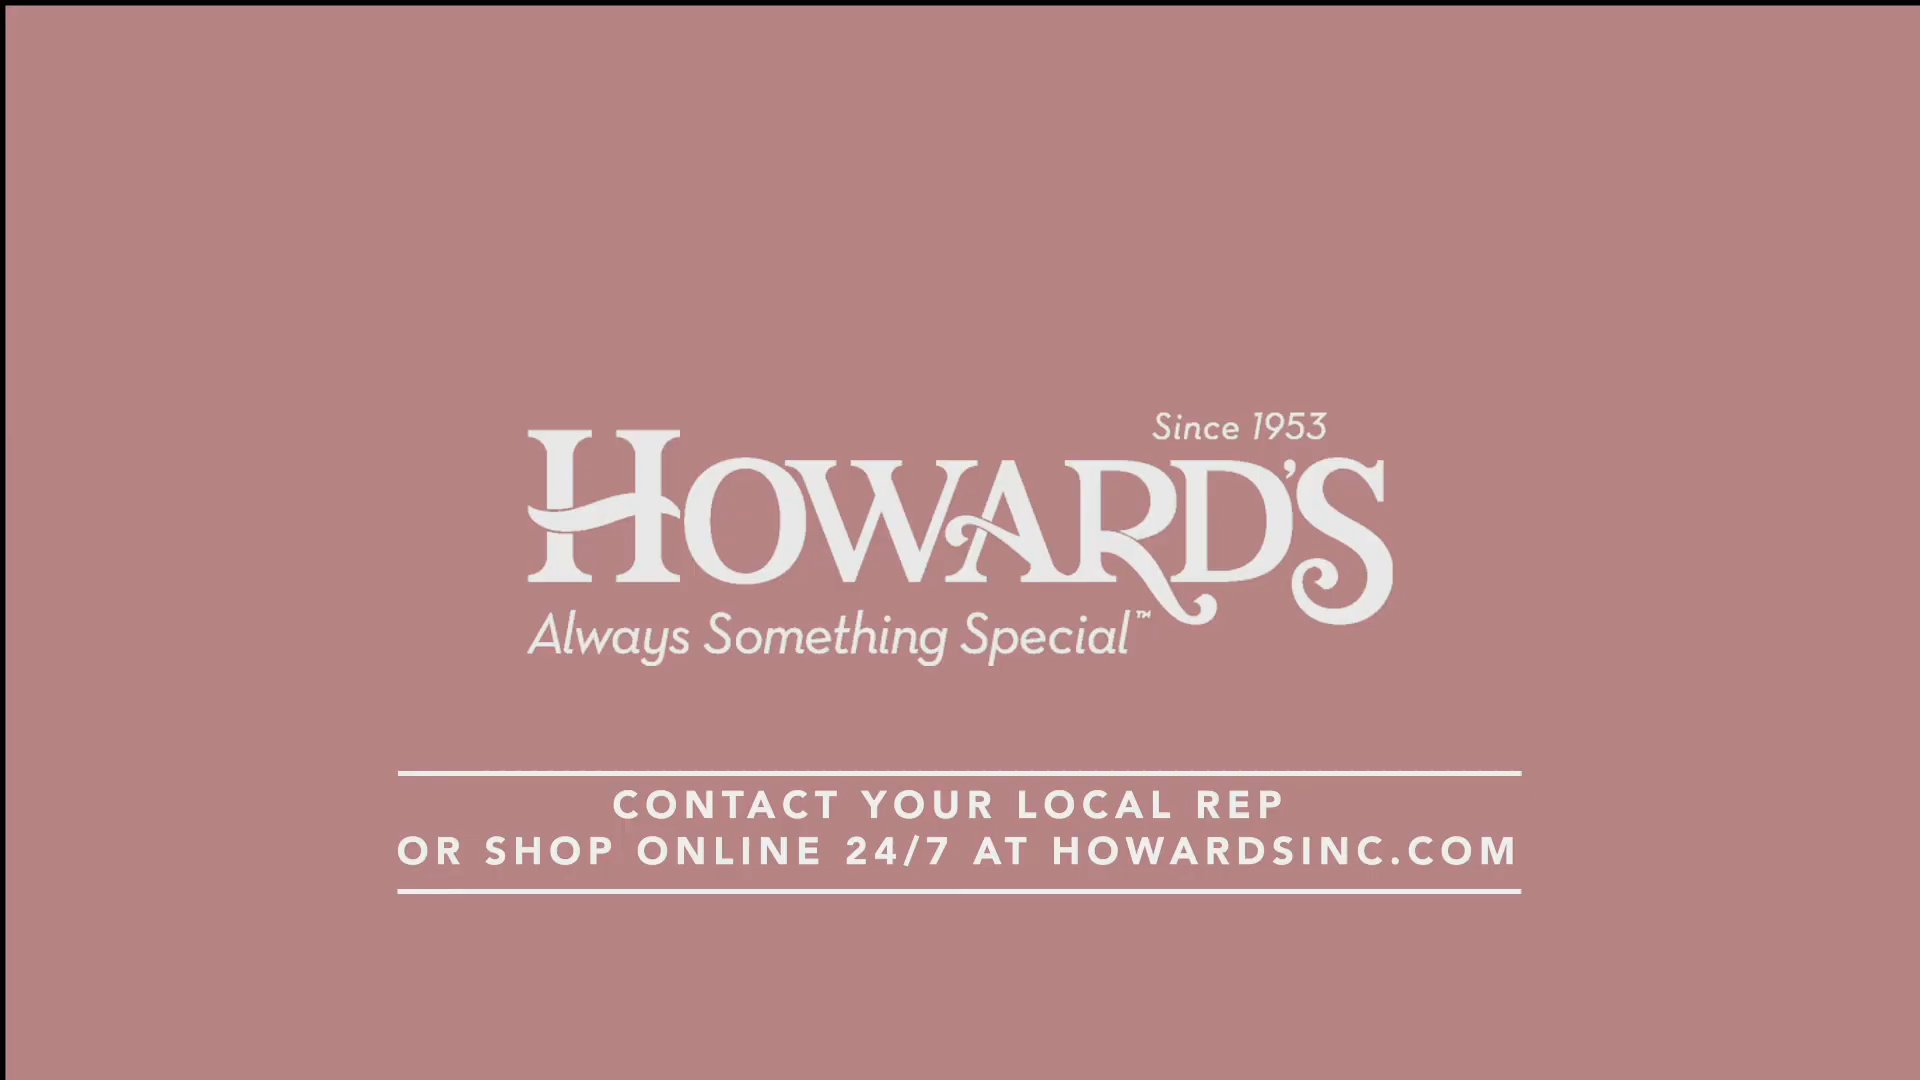 Since 1953
HOWARD'S
Always Something Special™
CONTACT YOUR LOCAL REP
OR SHOP ONLINE 24/7 AT HOWARDSINC.COM